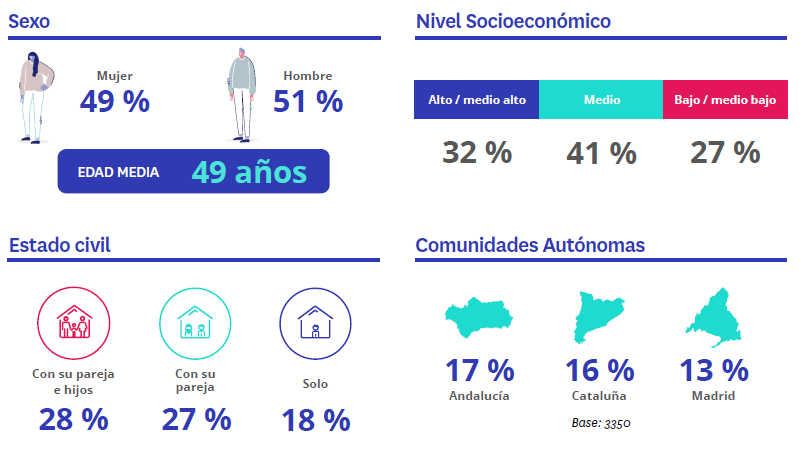 Sexo
Mujer
49 %
Hombre
51 %
EDAD MEDIA 49 años
Nivel Socioeconómico
Alto / medio alto
Medio
Bajo / medio bajo
32 %
41 %
27 %
Estado civil
Con su pareja
e hijos
28 %
Con su
pareja
27 %
Solo
18 %
Comunidades Autónomas
17 %
Andalucía
16 %
Cataluña
13 %
Madrid
Base: 3350